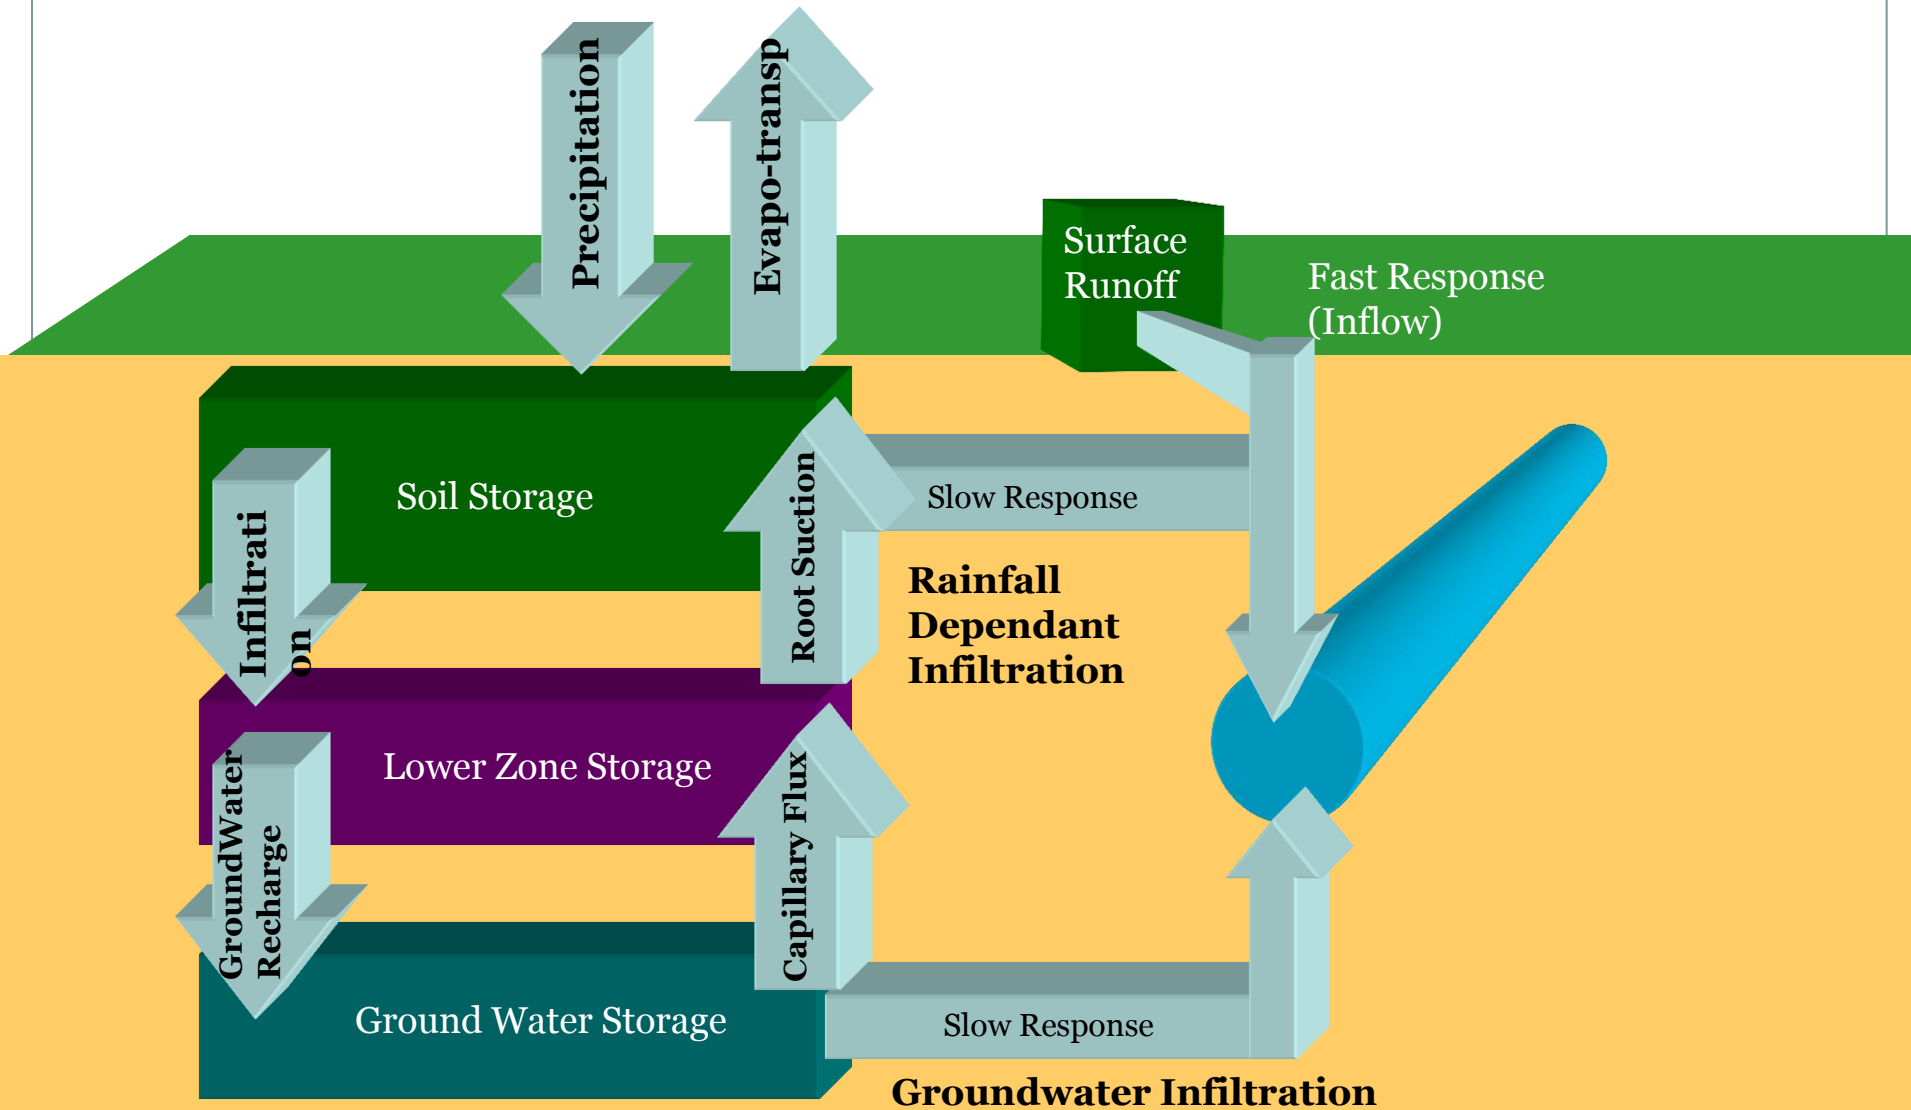 Precipitation
Evapo-transp
Surface
Runoff
Fast Response
(Inflow)
Soil Storage
Slow Response
Infiltrati
on
Root Suction
Rainfall
Dependant
Infiltration
Lower Zone Storage
GroundWater
Recharge
Capillary Flux
Ground Water Storage
Slow Response
Groundwater Infiltration